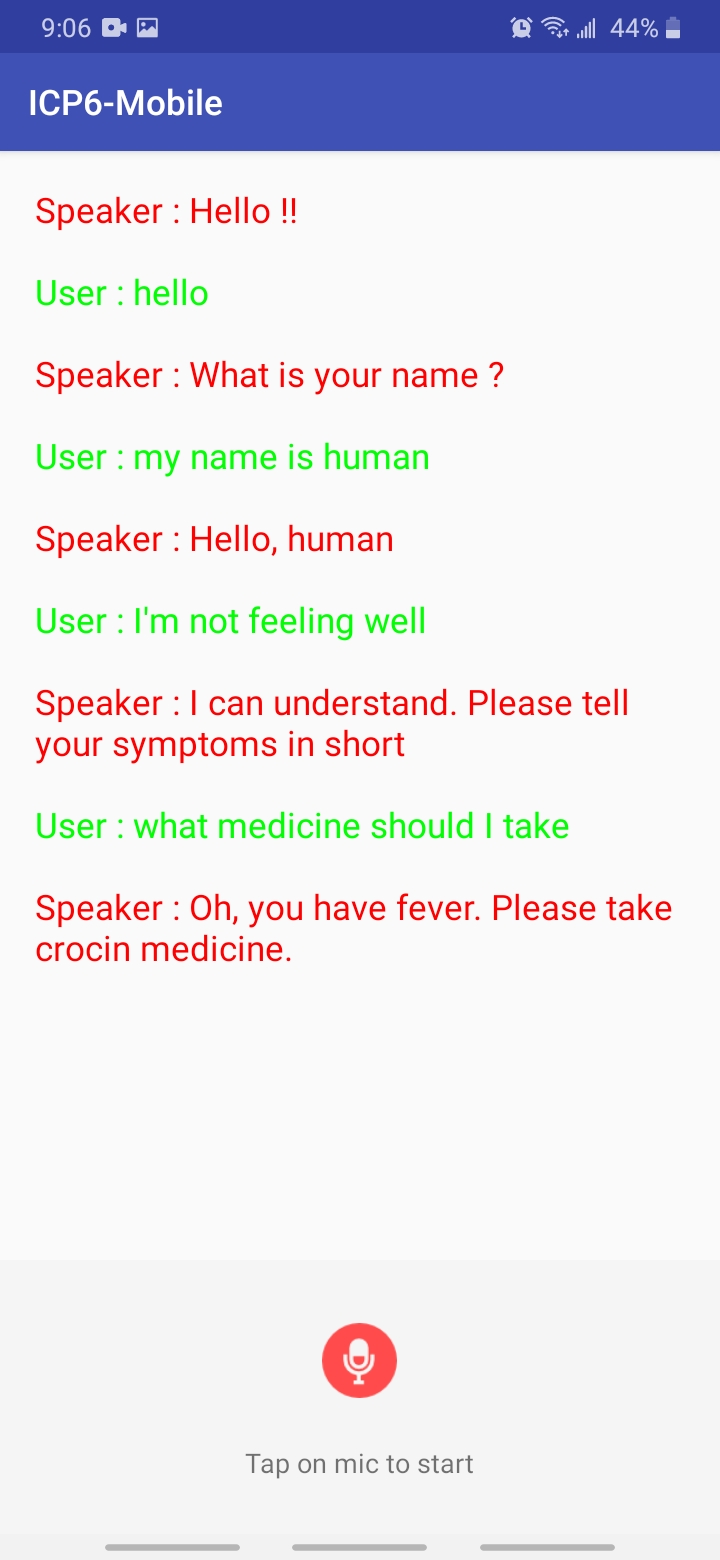 9:06 44%
ICP6-Mobile
Speaker : Hello !!
User : hello
Speaker : What is your name ?
User : my name is human
Speaker : Hello, human
User : I'm not feeling well
Speaker : I can understand. Please tell
your symptoms in short
User : what medicine should I take
Speaker : Oh, you have fever. Please take
crocin medicine.
Tap on mic to start